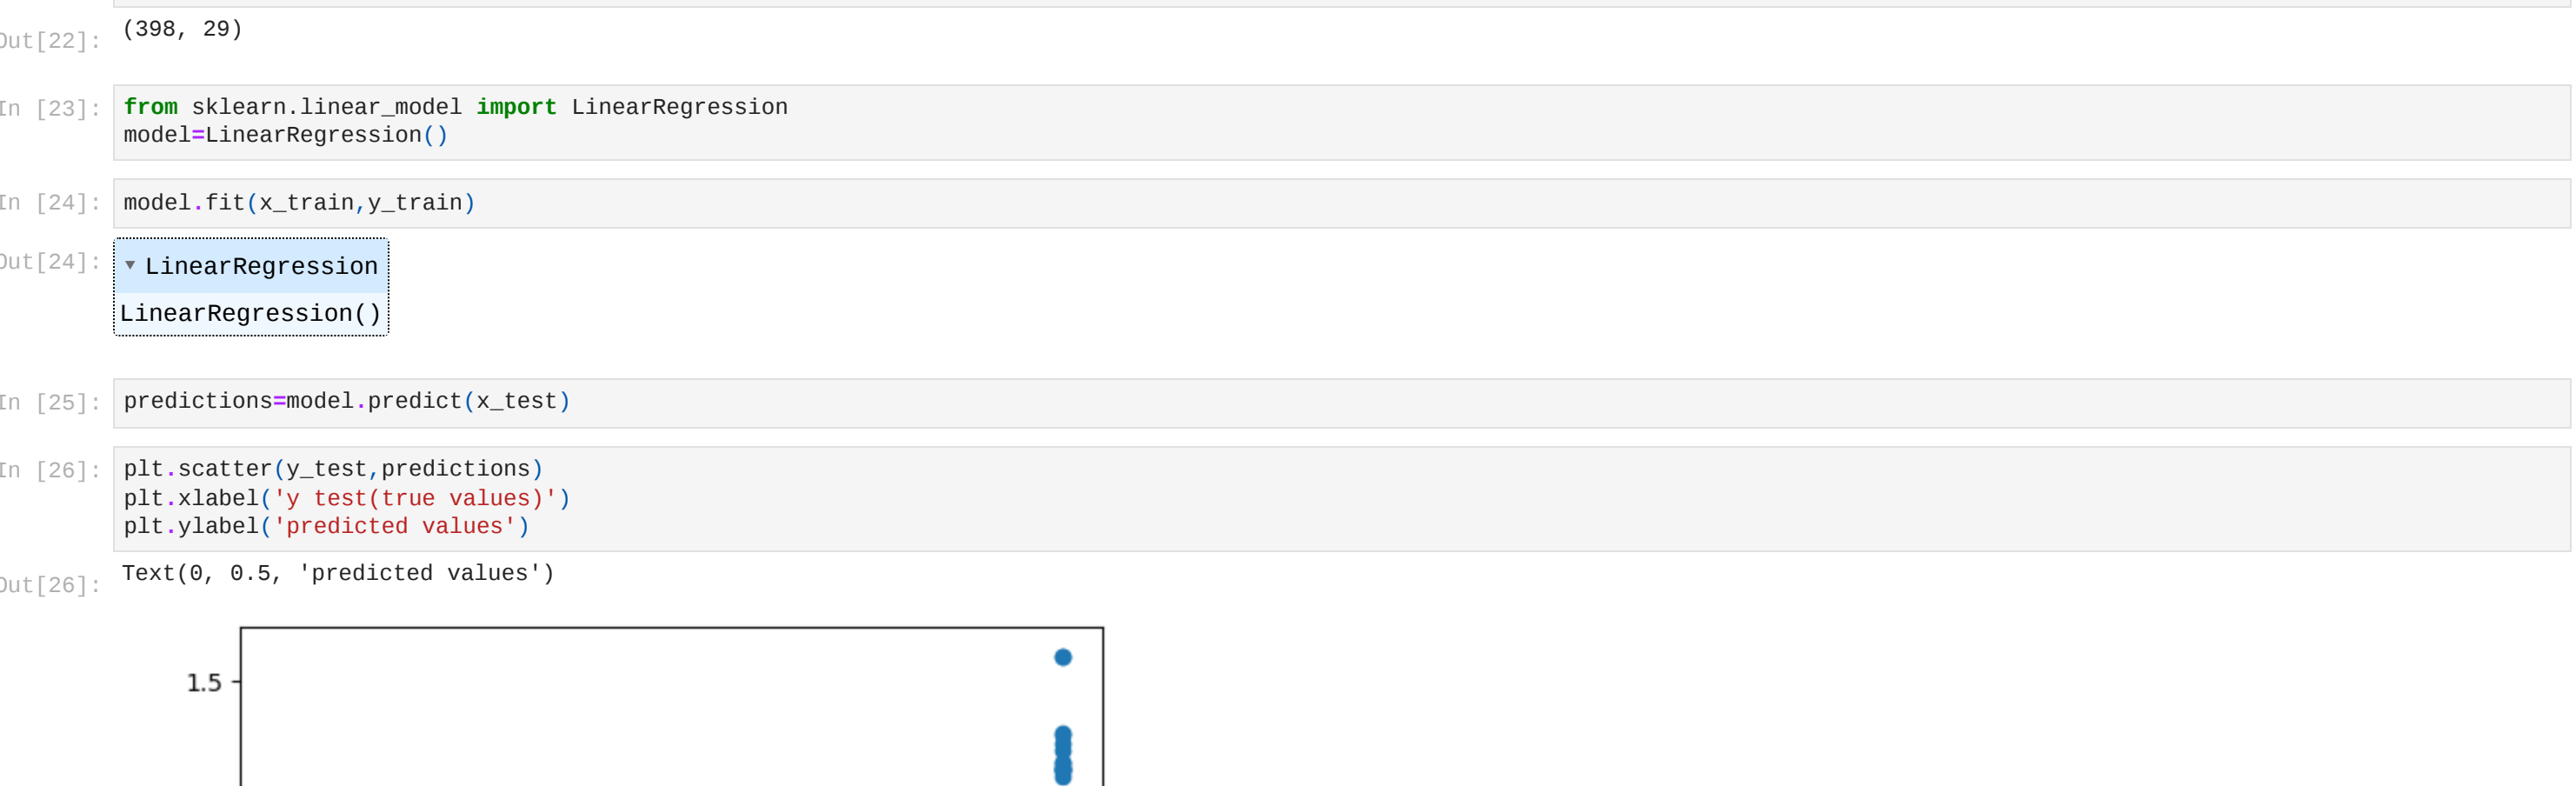 Out[22]: (398, 29)
In [23]: from sklearn.linear_model import LinearRegression
model=LinearRegression()
In [24]: model.fit(x_train,y_train)
Out[24]: ▾ LinearRegression
LinearRegression()
In [25]: predictions=model.predict(x_test)
In [26]: plt.scatter(y_test,predictions)
plt.xlabel('y test(true values)')
plt.ylabel('predicted values')
Out[26]: Text(0, 0.5, 'predicted values')
1.5